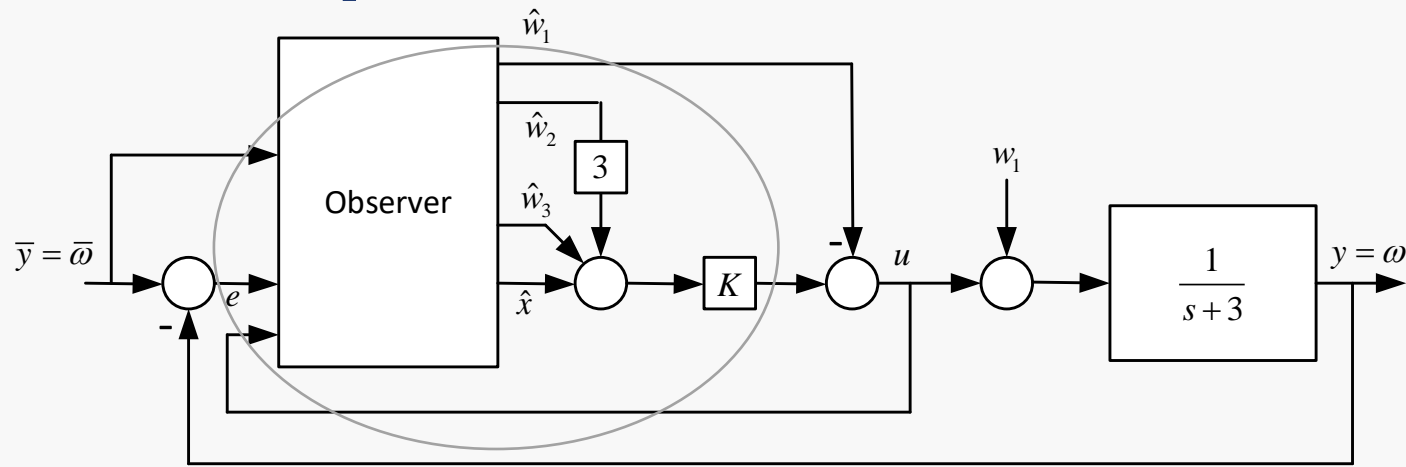 ŵ₁
ŵ₂
3
w₁
Observer
ŵ₃
y̅ = ω̅
-
u
1
s + 3
y = ω
e
x̂
K
-